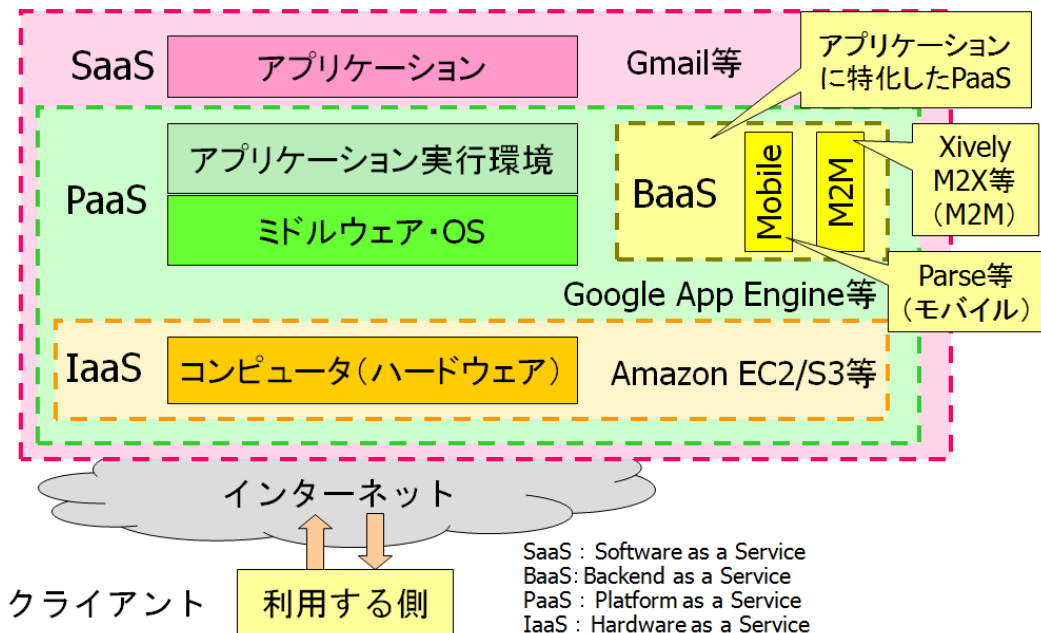 SaaS
アプリケーション
Gmail等
アプリケーション
に特化したPaaS
PaaS
アプリケーション実行環境
ミドルウェア・OS
BaaS
Mobile
M2M
Xively
M2X等
(M2M)
Google App Engine等
Parse等
(モバイル)
IaaS
コンピュータ(ハードウェア)
Amazon EC2/S3等
インターネット
クライアント
利用する側
SaaS : Software as a Service
BaaS: Backend as a Service
PaaS : Platform as a Service
IaaS : Hardware as a Service